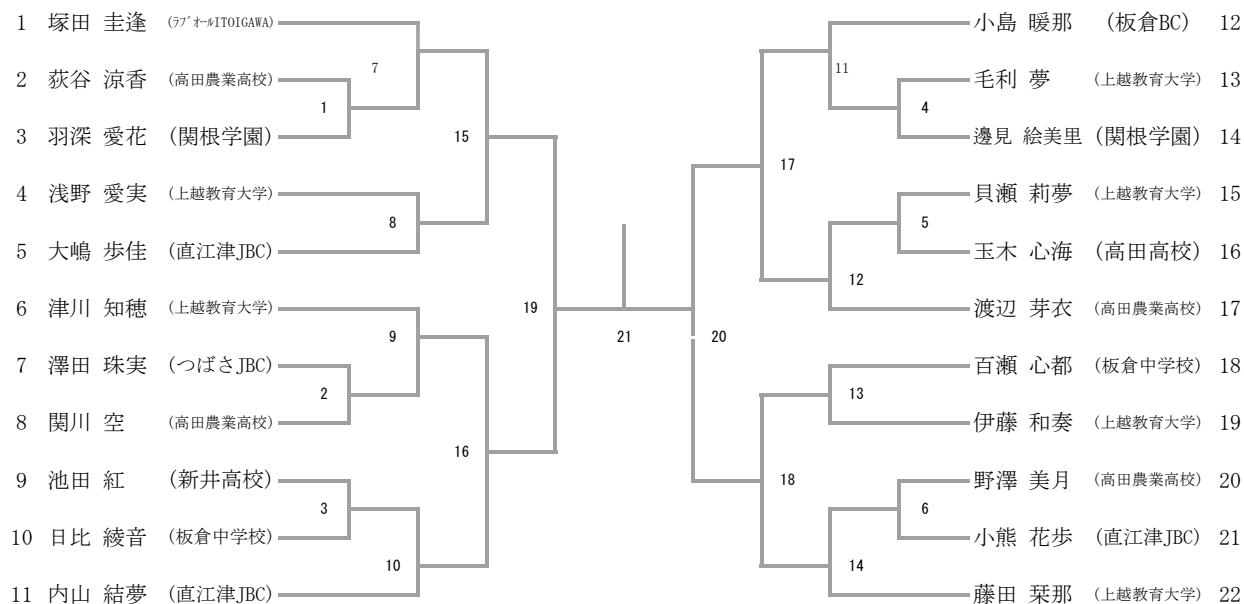 1 塚田 圭逢 (ﾗﾌﾞｵｰﾙITOIGAWA)
2 荻谷 涼香 (高田農業高校)
3 羽深 愛花 (関根学園)
4 浅野 愛実 (上越教育大学)
5 大嶋 歩佳 (直江津JBC)
6 津川 知穂 (上越教育大学)
7 澤田 珠実 (つばさJBC)
8 関川 空 (高田農業高校)
9 池田 紅 (新井高校)
10 日比 綾音 (板倉中学校)
11 内山 結夢 (直江津JBC)
7
1
15
8
9
2
16
3
10
19
21
20
11
4
17
5
12
13
18
6
14
小島 暖那 (板倉BC) 12
毛利 夢 (上越教育大学) 13
邊見 絵美里 (関根学園) 14
貝瀬 莉夢 (上越教育大学) 15
玉木 心海 (高田高校) 16
渡辺 芽衣 (高田農業高校) 17
百瀬 心都 (板倉中学校) 18
伊藤 和奏 (上越教育大学) 19
野澤 美月 (高田農業高校) 20
小熊 花歩 (直江津JBC) 21
藤田 栞那 (上越教育大学) 22